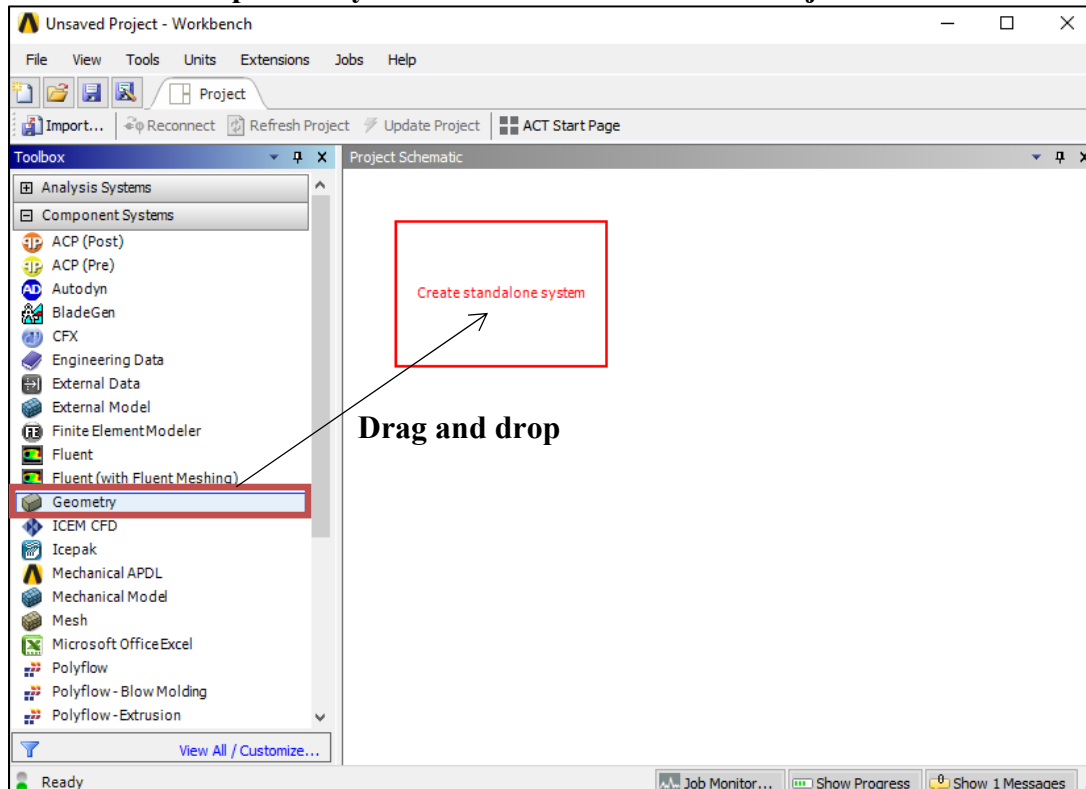 Unsaved Project - Workbench
File View Tools Units Extensions Jobs Help
Project
Import... Reconnect Refresh Project Update Project ACT Start Page
Toolbox
Project Schematic
Analysis Systems
Component Systems
ACP (Post)
ACP (Pre)
Autodyn
BladeGen
CFX
Engineering Data
External Data
External Model
Finite Element Modeler
Fluent
Fluent (with Fluent Meshing)
Geometry
ICEM CFD
Icepak
Mechanical APDL
Mechanical Model
Mesh
Microsoft Office Excel
Polyflow
Polyflow - Blow Molding
Polyflow - Extrusion
View All / Customize...
Create standalone system
Drag and drop
Ready
Job Monitor... Show Progress Show 1 Messages